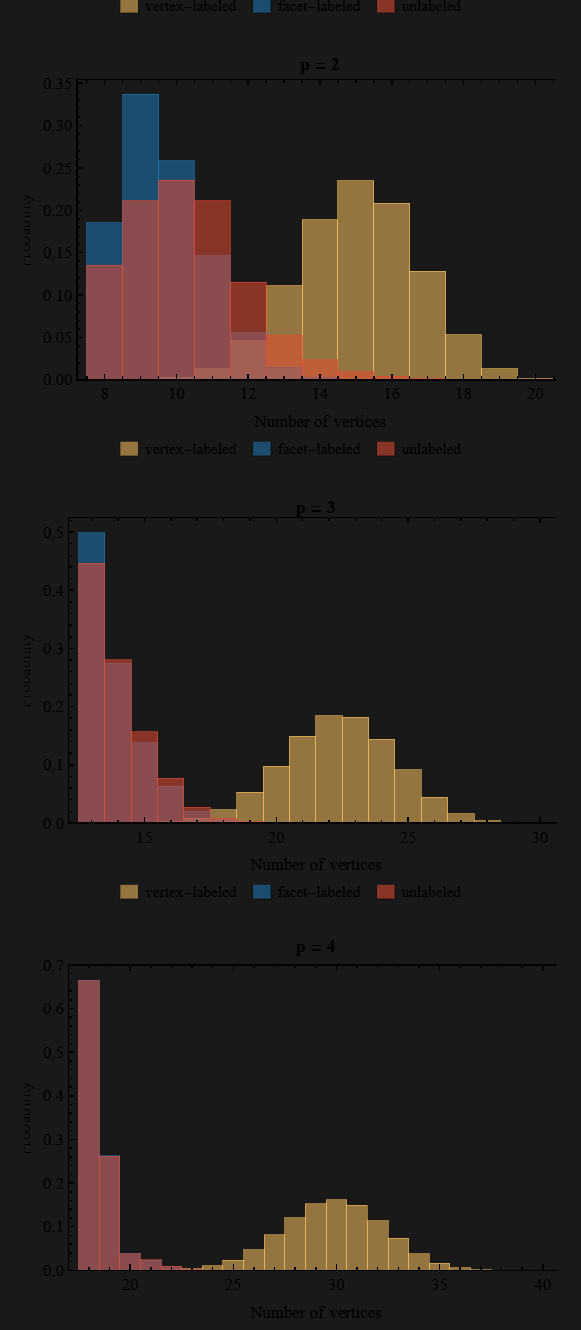 vertex-labeled facet-labeled unlabeled
p = 2
0.35
0.30
0.25
0.20
0.15
0.10
0.05
0.00
Probability
8 10 12 14 16 18 20
Number of vertices
vertex-labeled facet-labeled unlabeled
p = 3
0.5
0.4
0.3
0.2
0.1
0.0
Probability
15 20 25 30
Number of vertices
vertex-labeled facet-labeled unlabeled
p = 4
0.7
0.6
0.5
0.4
0.3
0.2
0.1
0.0
Probability
20 25 30 35 40
Number of vertices